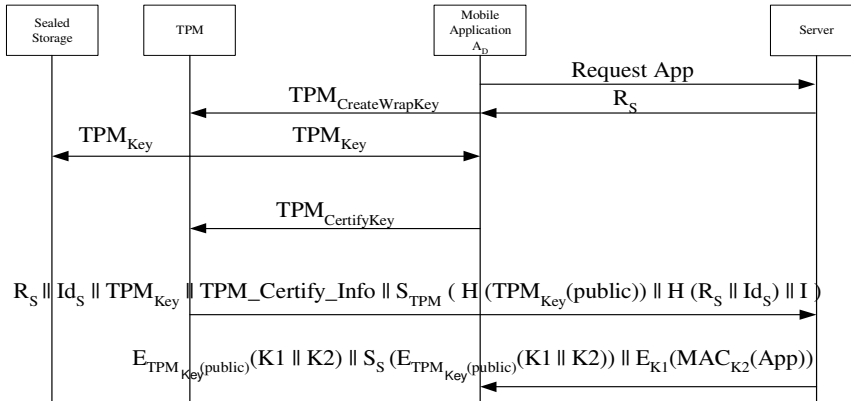 Sealed
Storage
TPM
Mobile
Application
A_D
Server
Request App
TPM_CreateWrapKey
R_S
TPM_Key
TPM_Key
TPM_CertifyKey
R_S || Id_S || TPM_Key || TPM_Certify_Info || S_TPM ( H (TPM_Key(public)) || H (R_S || Id_S) || I )
E_TPM_Key(public)(K1 || K2) || S_S (E_TPM_Key(public)(K1 || K2)) || E_K1(MAC_K2(App))